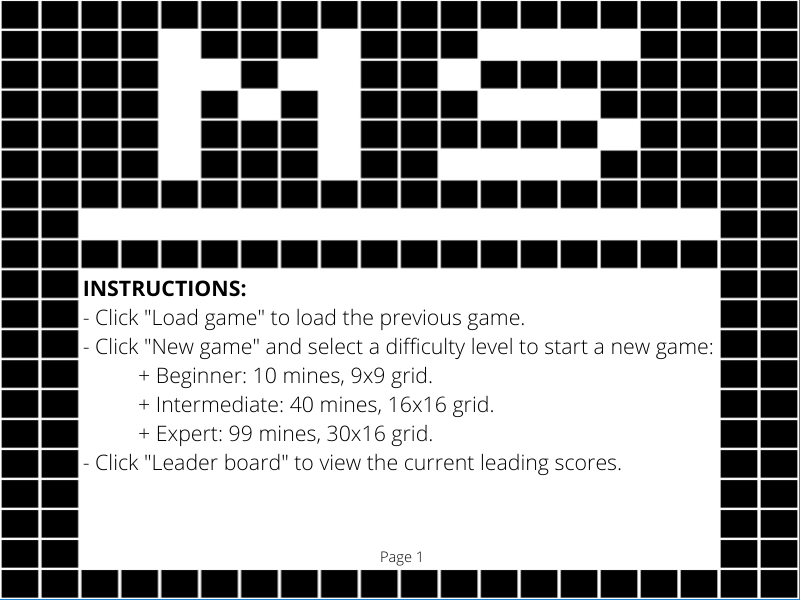 MS
INSTRUCTIONS:
- Click "Load game" to load the previous game.
- Click "New game" and select a difficulty level to start a new game:
+ Beginner: 10 mines, 9x9 grid.
+ Intermediate: 40 mines, 16x16 grid.
+ Expert: 99 mines, 30x16 grid.
- Click "Leader board" to view the current leading scores.
Page 1